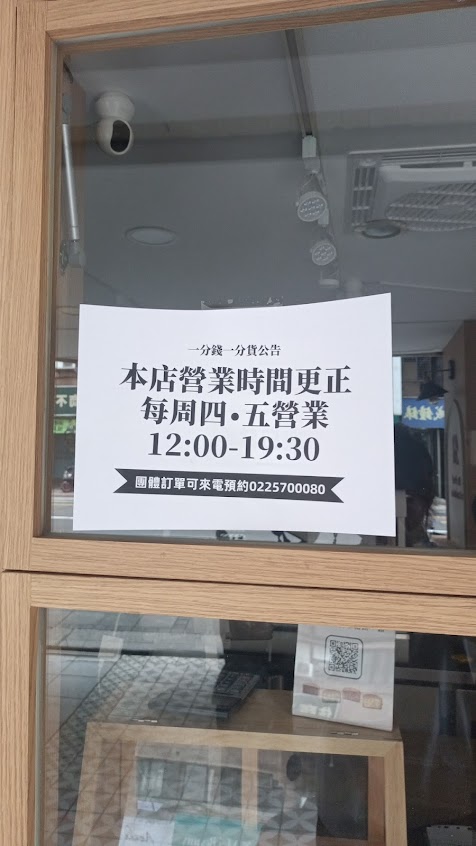 一分錢一分貨公告
本店營業時間更正
每周四•五營業
12:00-19:30
團體訂單可來電預約0225700080